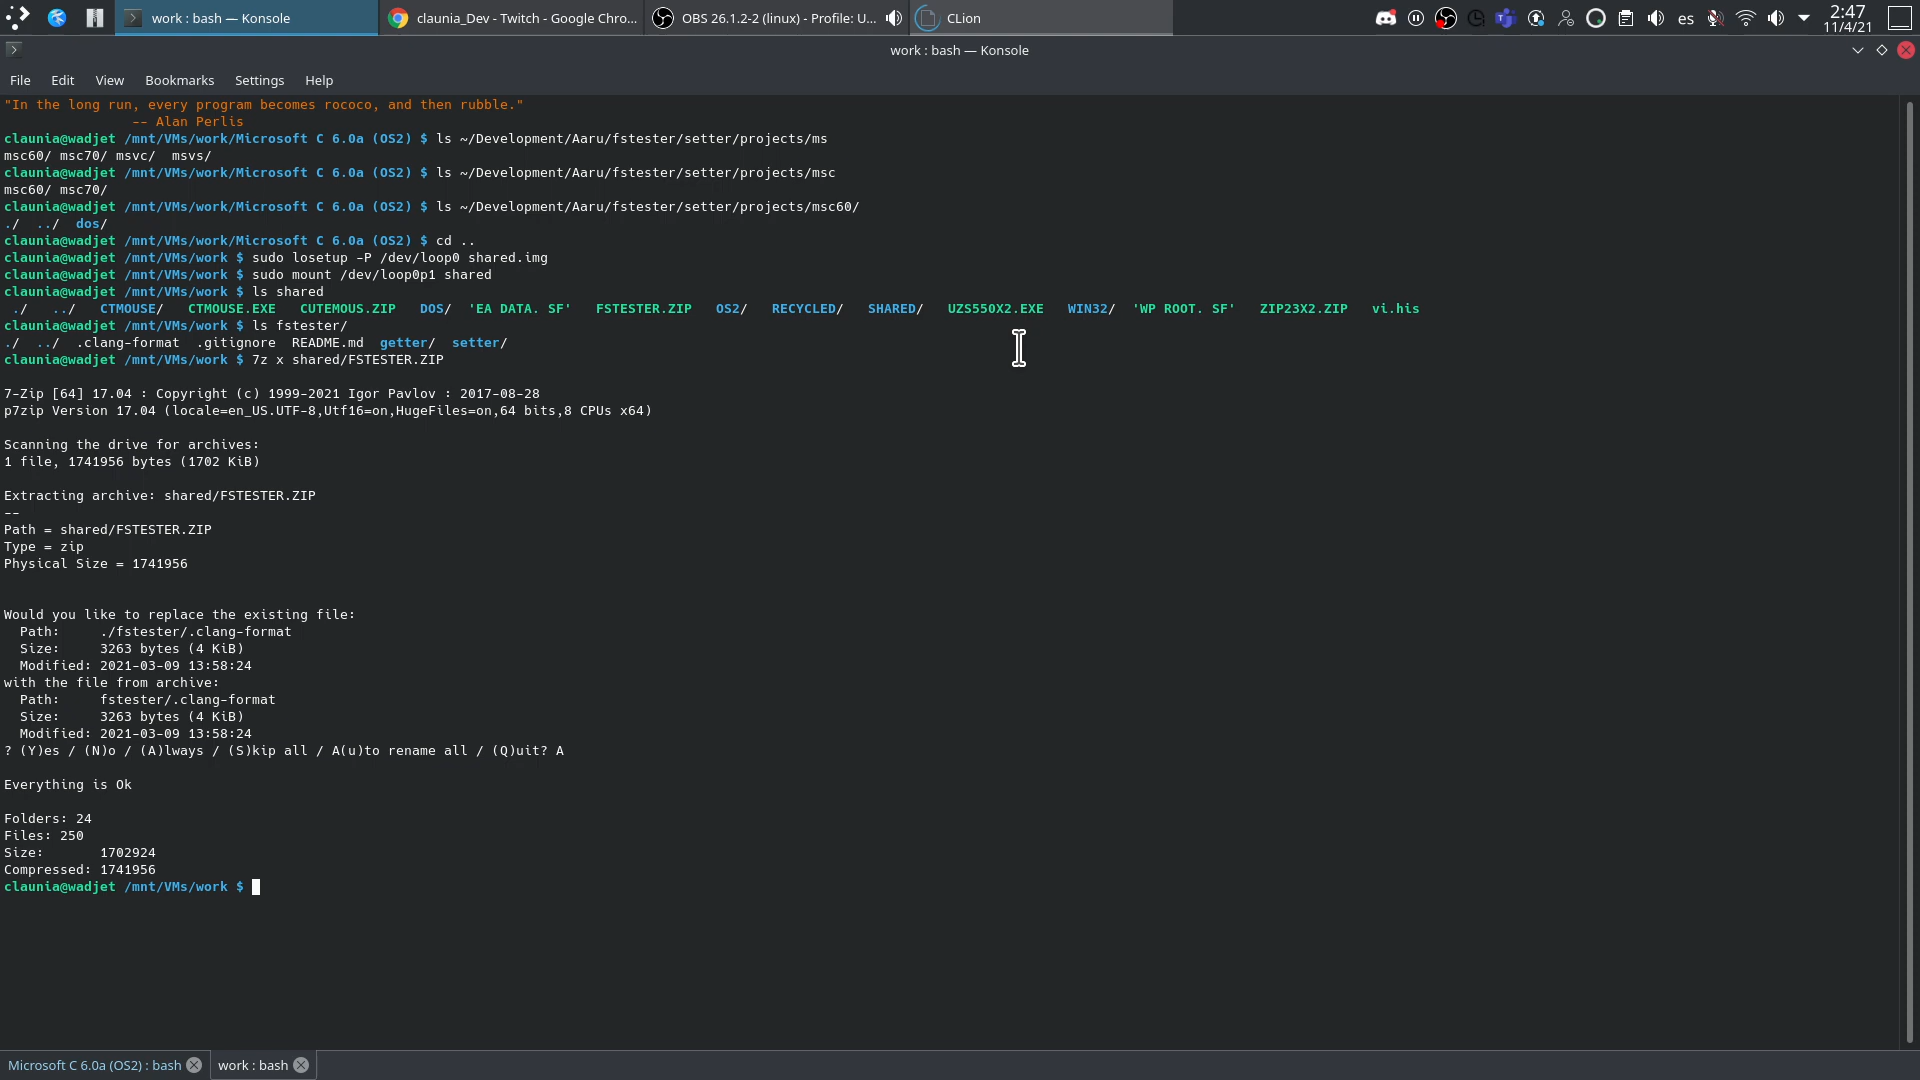 work : bash — Konsole
claunia_Dev - Twitch - Google Chro...
OBS 26.1.2-2 (linux) - Profile: U...
CLion
es
2:47
11/4/21
work : bash — Konsole
File Edit View Bookmarks Settings Help
"In the long run, every program becomes rococo, and then rubble."
-- Alan Perlis
claunia@wadjet /mnt/VMs/work/Microsoft C 6.0a (OS2) $ ls ~/Development/Aaru/fstester/setter/projects/ms
msc60/ msc70/ msvc/  msvs/
claunia@wadjet /mnt/VMs/work/Microsoft C 6.0a (OS2) $ ls ~/Development/Aaru/fstester/setter/projects/msc
msc60/ msc70/
claunia@wadjet /mnt/VMs/work/Microsoft C 6.0a (OS2) $ ls ~/Development/Aaru/fstester/setter/projects/msc60/
./  ../  dos/
claunia@wadjet /mnt/VMs/work/Microsoft C 6.0a (OS2) $ cd ..
claunia@wadjet /mnt/VMs/work $ sudo losetup -P /dev/loop0 shared.img
claunia@wadjet /mnt/VMs/work $ sudo mount /dev/loop0p1 shared
claunia@wadjet /mnt/VMs/work $ ls shared
./   ../   CTMOUSE/   CTMOUSE.EXE   CUTEMOUS.ZIP   DOS/  'EA DATA. SF'   FSTESTER.ZIP   OS2/   RECYCLED/   SHARED/   UZS550X2.EXE   WIN32/  'WP ROOT. SF'   ZIP23X2.ZIP   vi.his
claunia@wadjet /mnt/VMs/work $ ls fstester/
./  ../  .clang-format  .gitignore  README.md  getter/  setter/
claunia@wadjet /mnt/VMs/work $ 7z x shared/FSTESTER.ZIP
7-Zip [64] 17.04 : Copyright (c) 1999-2021 Igor Pavlov : 2017-08-28
p7zip Version 17.04 (locale=en_US.UTF-8,Utf16=on,HugeFiles=on,64 bits,8 CPUs x64)
Scanning the drive for archives:
1 file, 1741956 bytes (1702 KiB)
Extracting archive: shared/FSTESTER.ZIP
--
Path = shared/FSTESTER.ZIP
Type = zip
Physical Size = 1741956
Would you like to replace the existing file:
Path:     ./fstester/.clang-format
Size:     3263 bytes (4 KiB)
Modified: 2021-03-09 13:58:24
with the file from archive:
Path:     fstester/.clang-format
Size:     3263 bytes (4 KiB)
Modified: 2021-03-09 13:58:24
? (Y)es / (N)o / (A)lways / (S)kip all / A(u)to rename all / (Q)uit? A
Everything is Ok
Folders: 24
Files: 250
Size:       1702924
Compressed: 1741956
claunia@wadjet /mnt/VMs/work $
Microsoft C 6.0a (OS2) : bash
work : bash